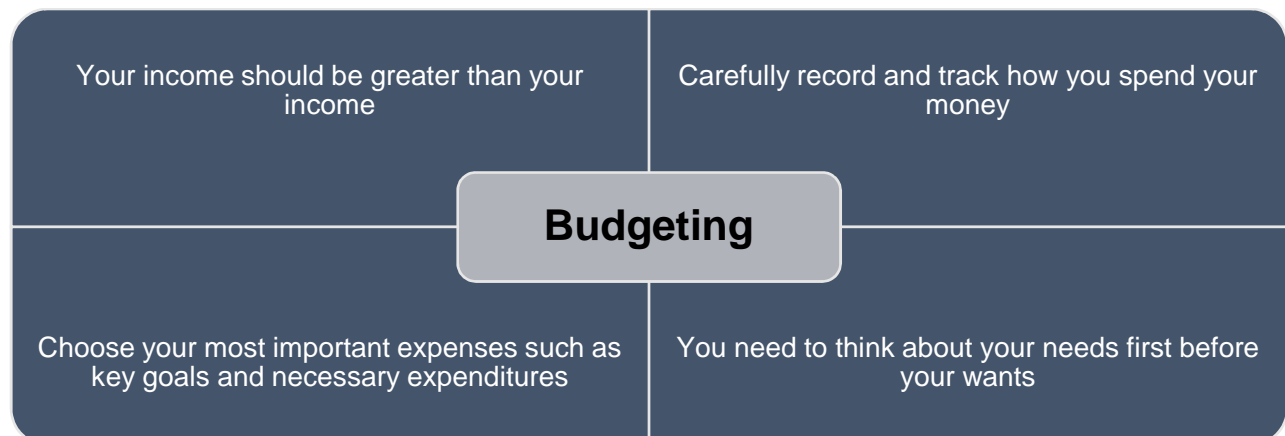 Your income should be greater than your
income
Carefully record and track how you spend your
money
Budgeting
Choose your most important expenses such as
key goals and necessary expenditures
You need to think about your needs first before
your wants